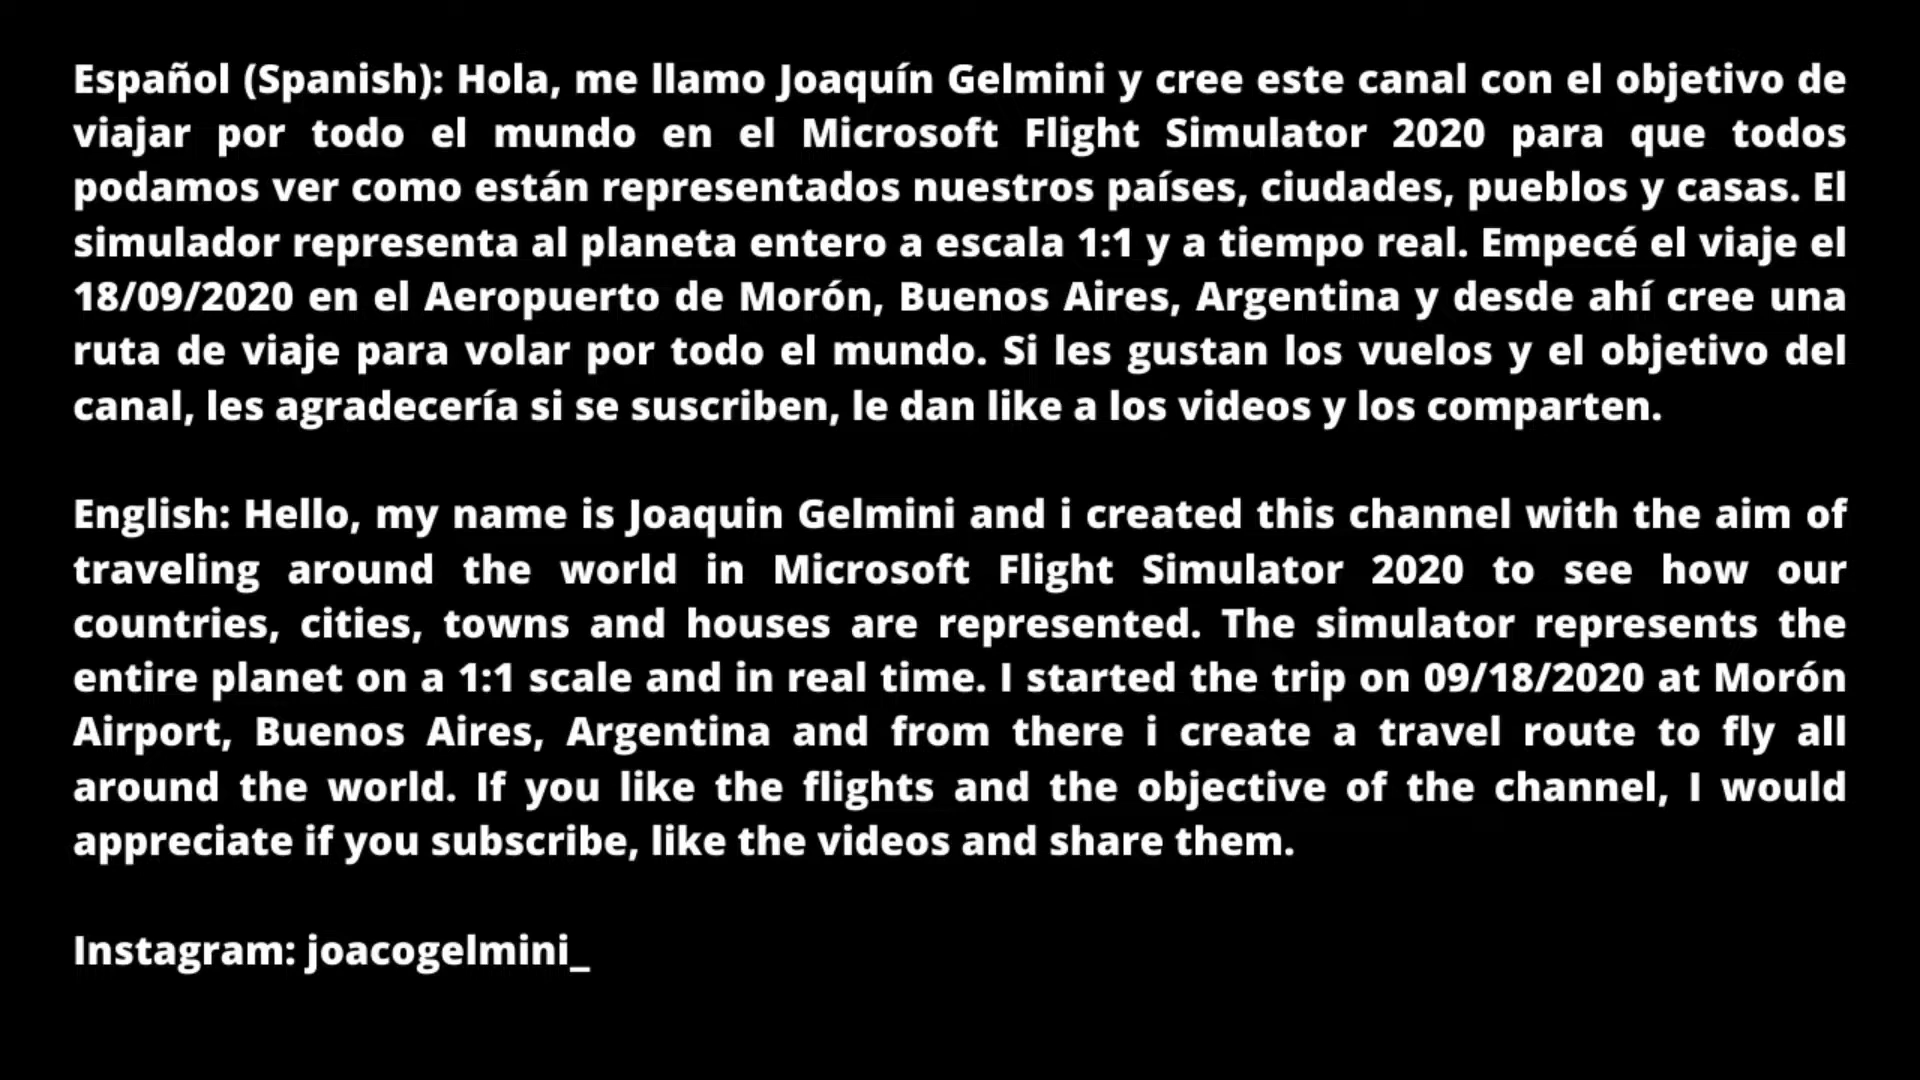 Español (Spanish): Hola, me llamo Joaquín Gelmini y cree este canal con el objetivo de
viajar por todo el mundo en el Microsoft Flight Simulator 2020 para que todos
podamos ver como están representados nuestros países, ciudades, pueblos y casas. El
simulador representa al planeta entero a escala 1:1 y a tiempo real. Empecé el viaje el
18/09/2020 en el Aeropuerto de Morón, Buenos Aires, Argentina y desde ahí cree una
ruta de viaje para volar por todo el mundo. Si les gustan los vuelos y el objetivo del
canal, les agradecería si se suscriben, le dan like a los videos y los comparten.
English: Hello, my name is Joaquin Gelmini and i created this channel with the aim of
traveling around the world in Microsoft Flight Simulator 2020 to see how our
countries, cities, towns and houses are represented. The simulator represents the
entire planet on a 1:1 scale and in real time. I started the trip on 09/18/2020 at Morón
Airport, Buenos Aires, Argentina and from there i create a travel route to fly all
around the world. If you like the flights and the objective of the channel, I would
appreciate if you subscribe, like the videos and share them.
Instagram: joacogelmini_